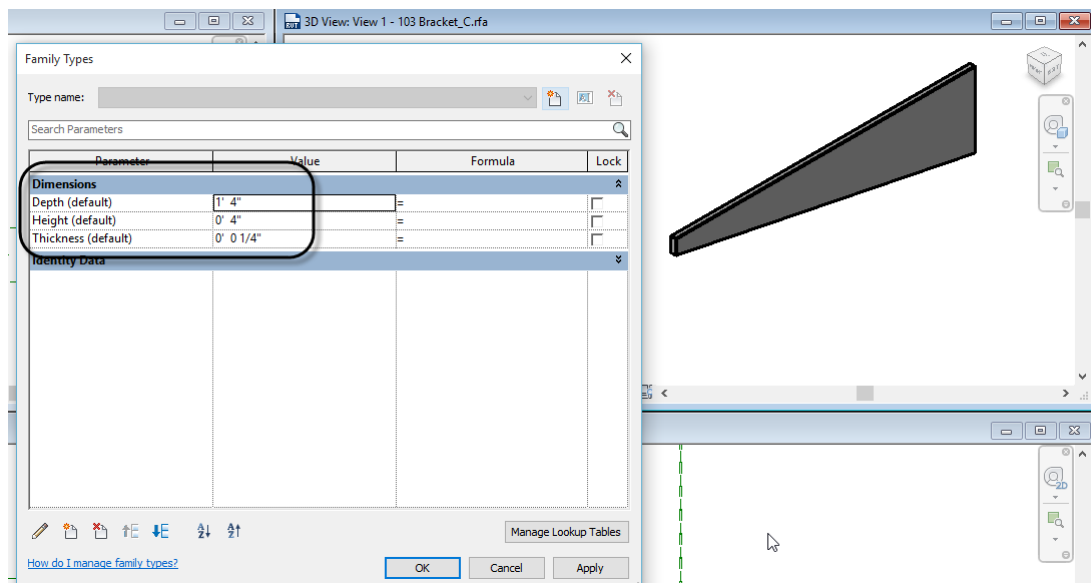 3D View: View 1 - 103 Bracket_C.rfa
Family Types
Type name:
Search Parameters
Parameter Value Formula Lock
Dimensions
Depth (default) 1' 4" =
Height (default) 0' 4" =
Thickness (default) 0' 0 1/4" =
Identity Data
Manage Lookup Tables
How do I manage family types?
OK Cancel Apply
2D